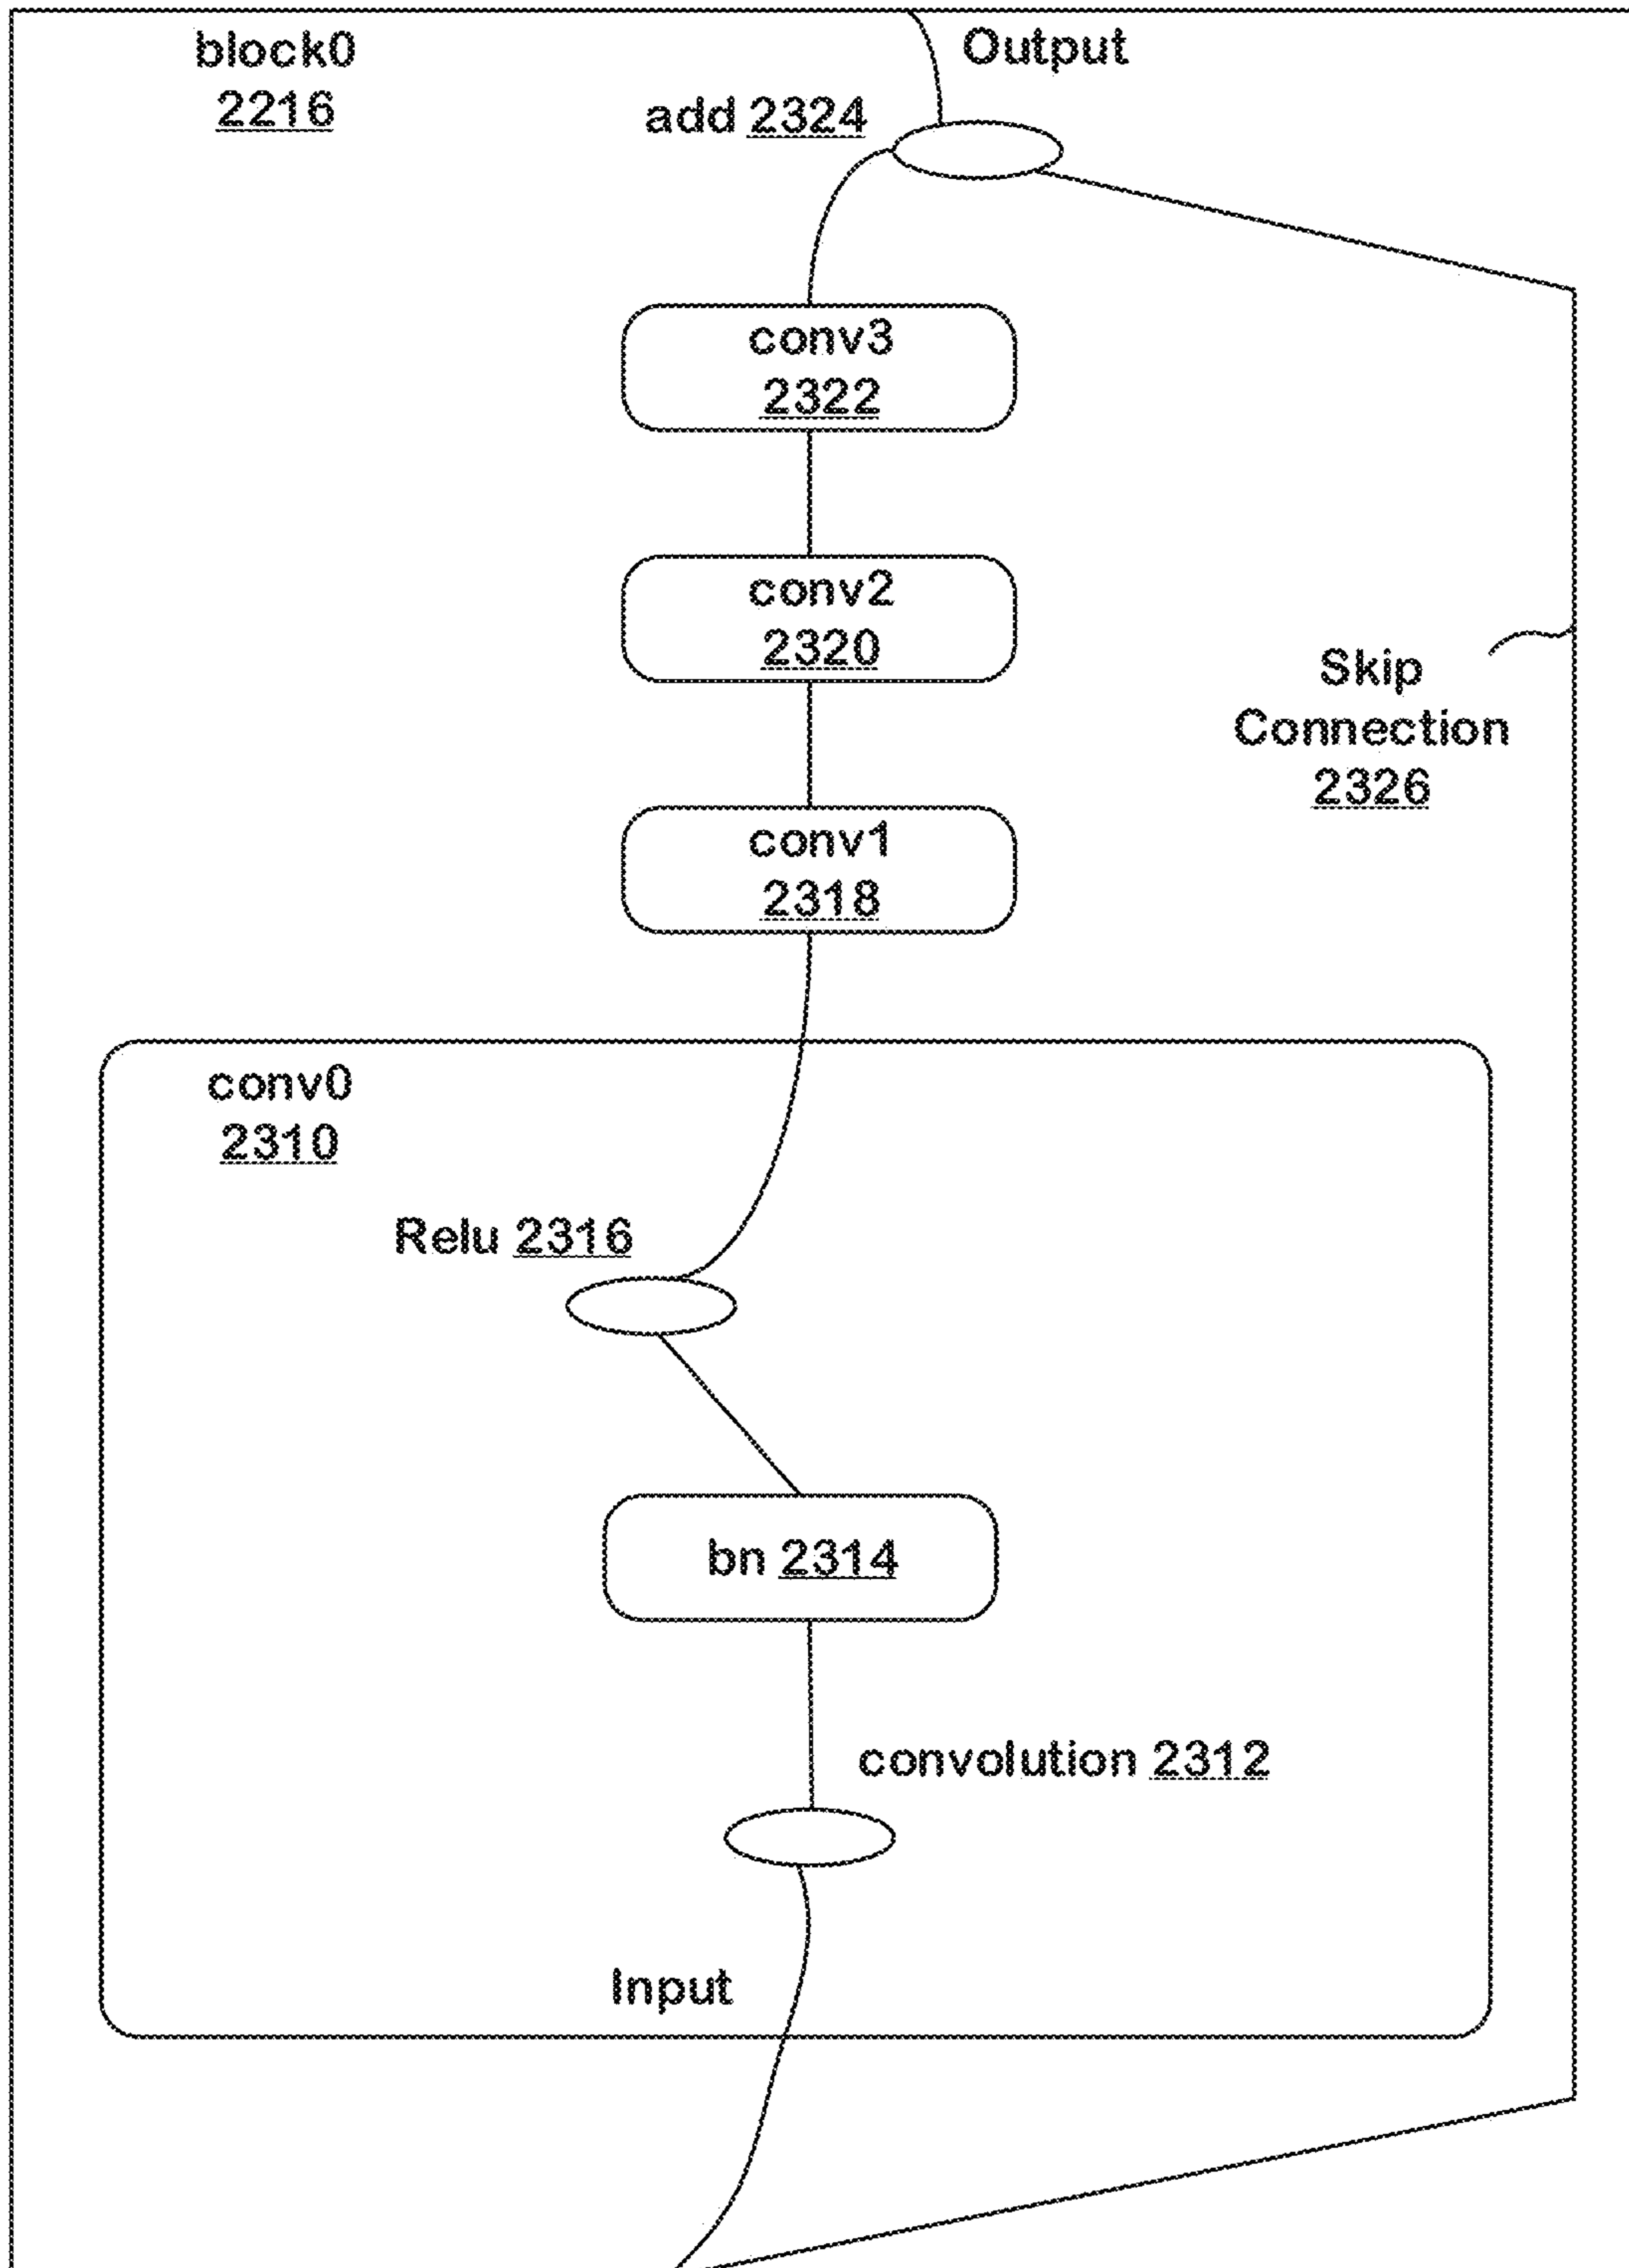 block0
2216
Output
add 2324
conv3
2322
conv2
2320
Skip
Connection
2326
conv1
2318
conv0
2310
Relu 2316
bn 2314
convolution 2312
Input